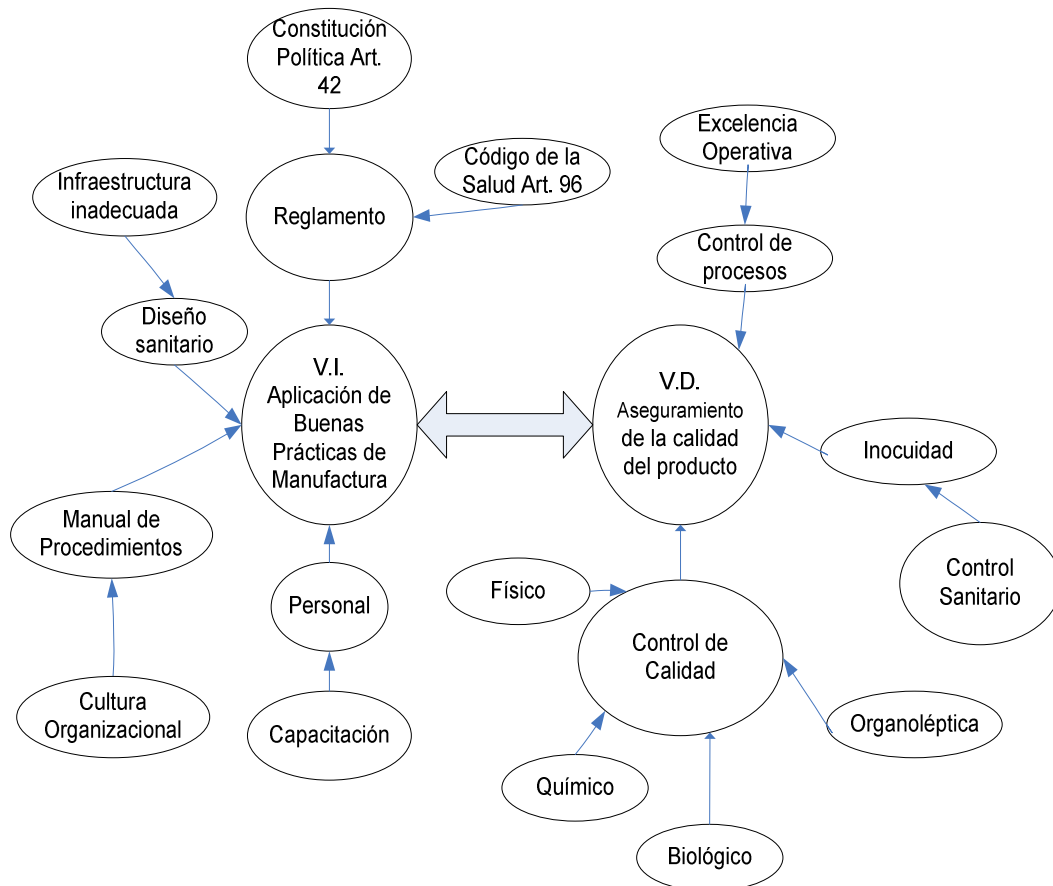 Constitución
Política Art.
42
Excelencia
Operativa
Código de la
Salud Art. 96
Infraestructura
inadecuada
Reglamento
Control de
procesos
Diseño
sanitario
V.I.
Aplicación de
Buenas
Prácticas de
Manufactura
V.D.
Aseguramiento
de la calidad
del producto
Inocuidad
Manual de
Procedimientos
Control
Sanitario
Físico
Personal
Control de
Calidad
Cultura
Organizacional
Capacitación
Organoléptica
Químico
Biológico